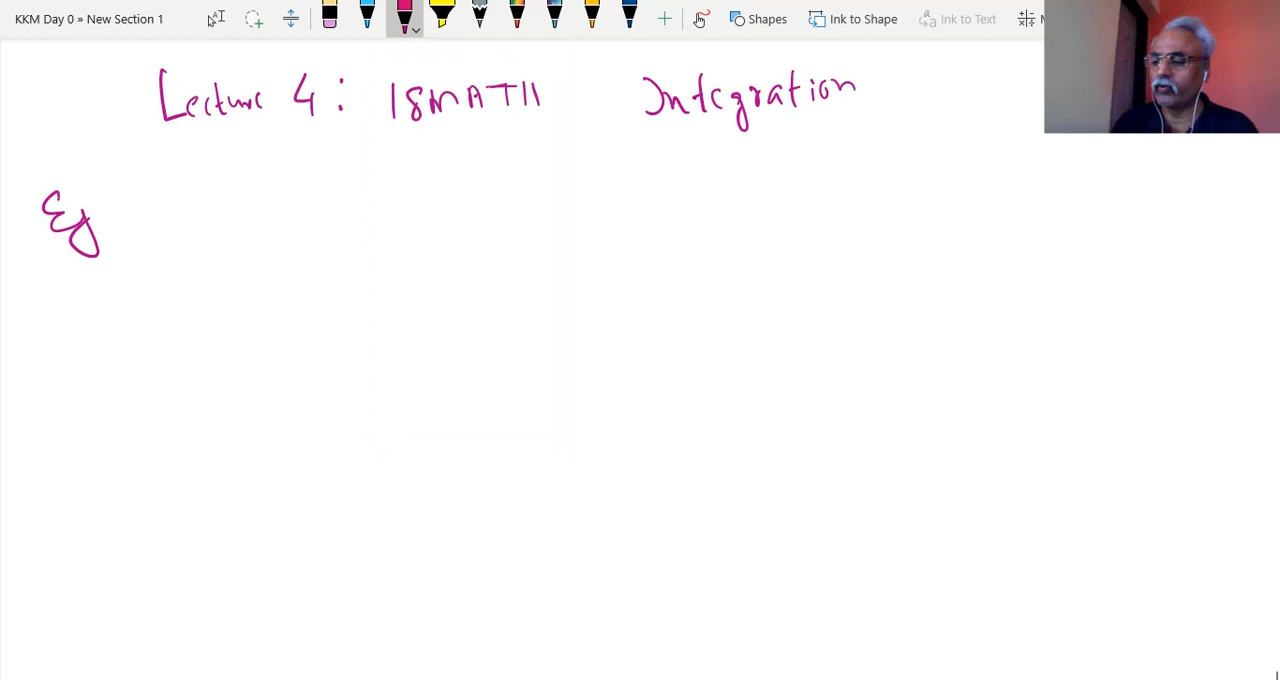 KKM Day 0 » New Section 1
Shapes
Ink to Shape
Ink to Text
Lecture 4: 18MAT11 Integration
Eg